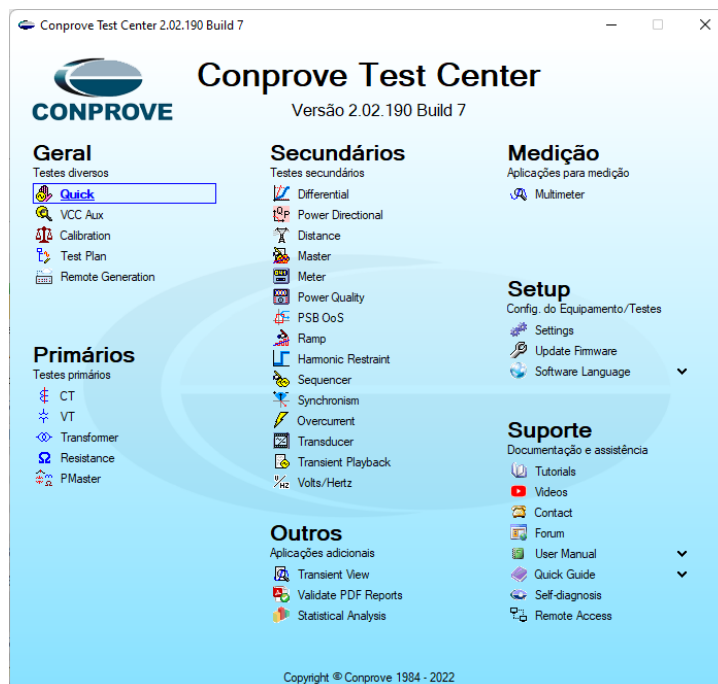 Conprove Test Center 2.02.190 Build 7
CONPROVE
Conprove Test Center
Versão 2.02.190 Build 7
Geral
Testes diversos
Quick
VCC Aux
Calibration
Test Plan
Remote Generation
Primários
Testes primários
CT
VT
Transformer
Resistance
PMaster
Secundários
Testes secundários
Differential
Power Directional
Distance
Master
Meter
Power Quality
PSB OoS
Ramp
Harmonic Restraint
Sequencer
Synchronism
Overcurrent
Transducer
Transient Playback
Volts/Hertz
Outros
Aplicações adicionais
Transient View
Validate PDF Reports
Statistical Analysis
Medição
Aplicações para medição
Multimeter
Setup
Config. do Equipamento/Testes
Settings
Update Firmware
Software Language
Suporte
Documentação e assistência
Tutorials
Videos
Contact
Forum
User Manual
Quick Guide
Self-diagnosis
Remote Access
Copyright © Conprove 1984 - 2022